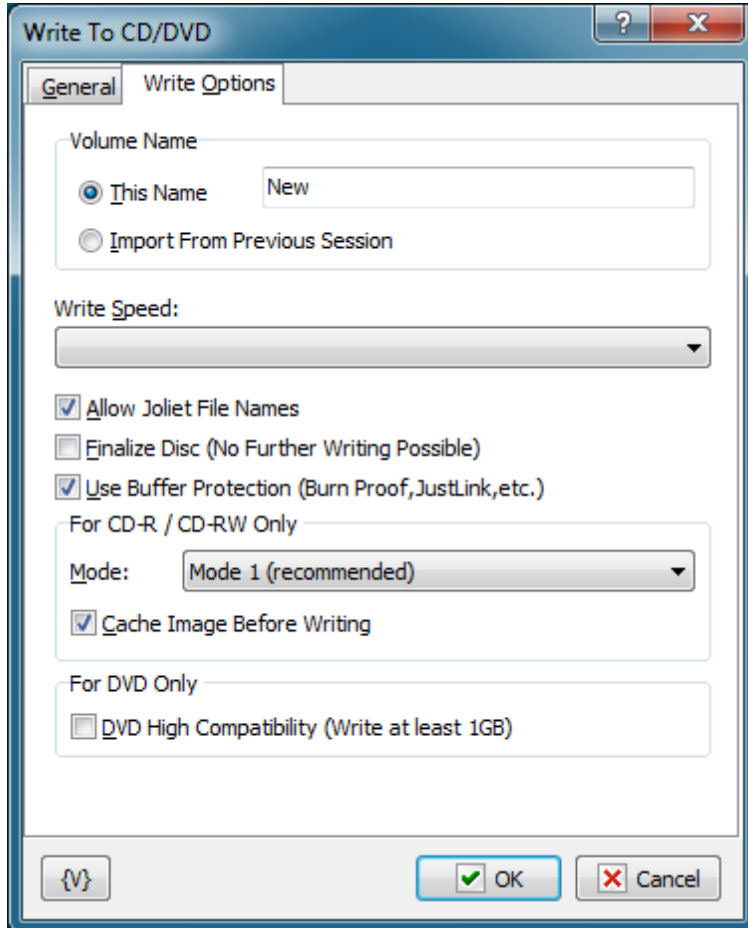 Write To CD/DVD
?
General Write Options
Volume Name
This Name New
Import From Previous Session
Write Speed:
Allow Joliet File Names
Finalize Disc (No Further Writing Possible)
Use Buffer Protection (Burn Proof,JustLink,etc.)
For CD-R / CD-RW Only
Mode: Mode 1 (recommended)
Cache Image Before Writing
For DVD Only
DVD High Compatibility (Write at least 1GB)
{V} OK Cancel